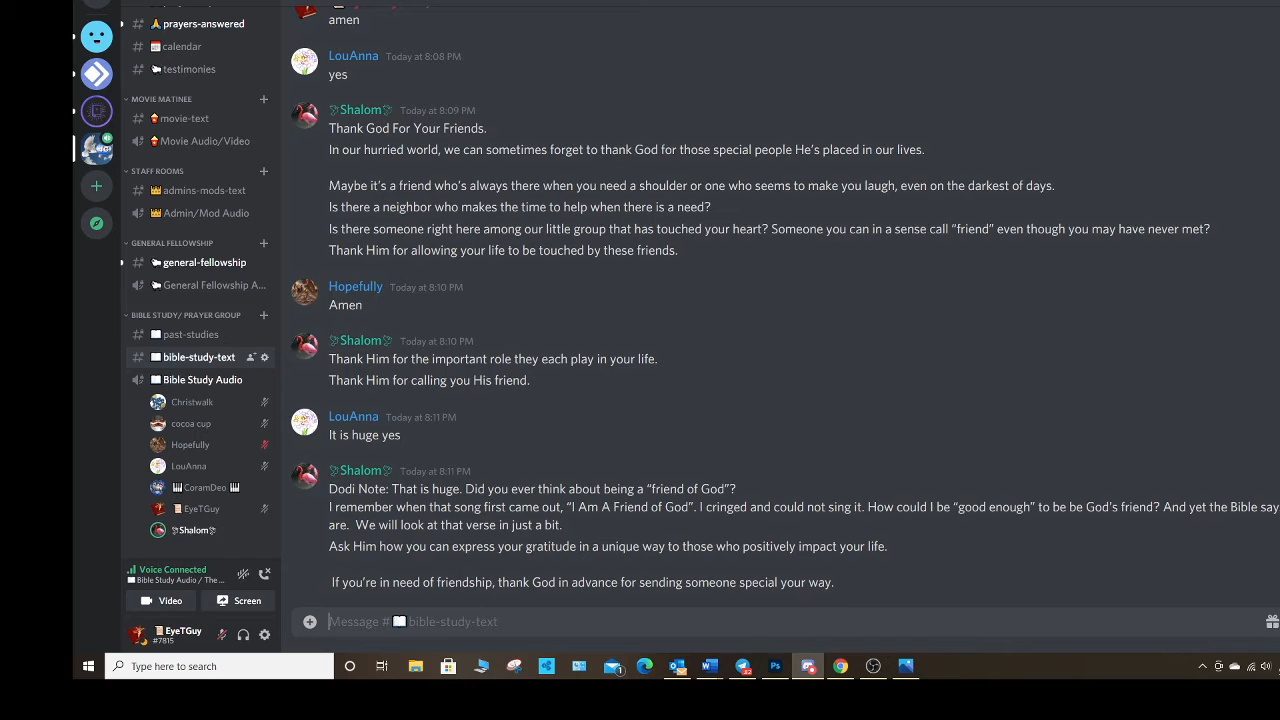 prayers-answered
calendar
testimonies
MOVIE MATINEE
movie-text
Movie Audio/Video
STAFF ROOMS
admins-mods-text
Admin/Mod Audio
GENERAL FELLOWSHIP
general-fellowship
General Fellowship A...
BIBLE STUDY/ PRAYER GROUP
past-studies
bible-study-text
Bible Study Audio
Christwalk
cocoa cup
Hopefully
LouAnna
CoramDeo
EyeTGuy
Shalom
Voice Connected
Bible Study Audio / The ...
Video
Screen
EyeTGuy
#7815
amen
LouAnna Today at 8:08 PM
yes
Shalom Today at 8:09 PM
Thank God For Your Friends.
In our hurried world, we can sometimes forget to thank God for those special people He's placed in our lives.
Maybe it's a friend who's always there when you need a shoulder or one who seems to make you laugh, even on the darkest of days.
Is there a neighbor who makes the time to help when there is a need?
Is there someone right here among our little group that has touched your heart? Someone you can in a sense call “friend” even though you may have never met?
Thank Him for allowing your life to be touched by these friends.
Hopefully Today at 8:10 PM
Amen
Shalom Today at 8:10 PM
Thank Him for the important role they each play in your life.
Thank Him for calling you His friend.
LouAnna Today at 8:11 PM
It is huge yes
Shalom Today at 8:11 PM
Dodi Note: That is huge. Did you ever think about being a “friend of God”?
I remember when that song first came out, “I Am A Friend of God”. I cringed and could not sing it. How could I be “good enough” to be be God's friend? And yet the Bible say
are. We will look at that verse in just a bit.
Ask Him how you can express your gratitude in a unique way to those who positively impact your life.
If you're in need of friendship, thank God in advance for sending someone special your way.
Message # bible-study-text
Type here to search
1